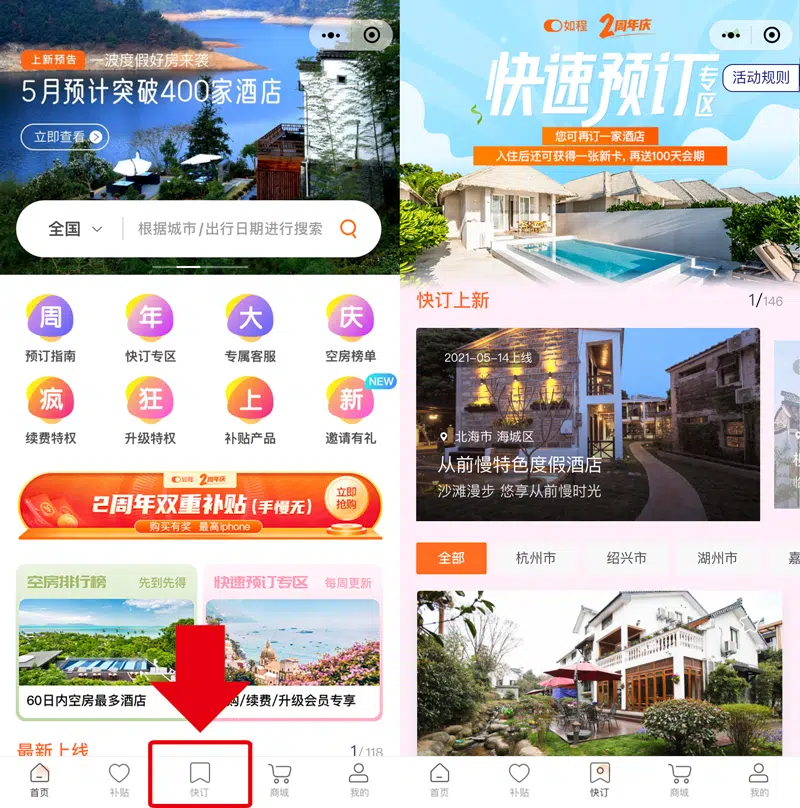 上新预告 一波度假好房来袭
5月预计突破400家酒店
立即查看
全国
根据城市/出行日期进行搜索
周 年 大 庆
预订指南 快订专区 专属客服 空房榜单
疯 狂 上 新
NEW
续费特权 升级特权 补贴产品 邀请有礼
如程 2周年庆
2周年双重补贴(手慢无)
立即
抢购
购买有奖 最高iphone
空房排行榜 先到先得
快速预订专区 每周更新
60日内空房最多酒店
购/续费/升级会员专享
最新上线
1/118
首页 补贴 快订 商城 我的
如程 2周年庆
快速预订专区
活动规则
您可再订一家酒店
入住后还可获得一张新卡, 再送100天会期
快订上新
1/146
2021-05-14上线
北海市 海城区
从前慢特色度假酒店
沙滩漫步 悠享从前慢时光
全部 杭州市 绍兴市 湖州市 嘉
首页 补贴 快订 商城 我的